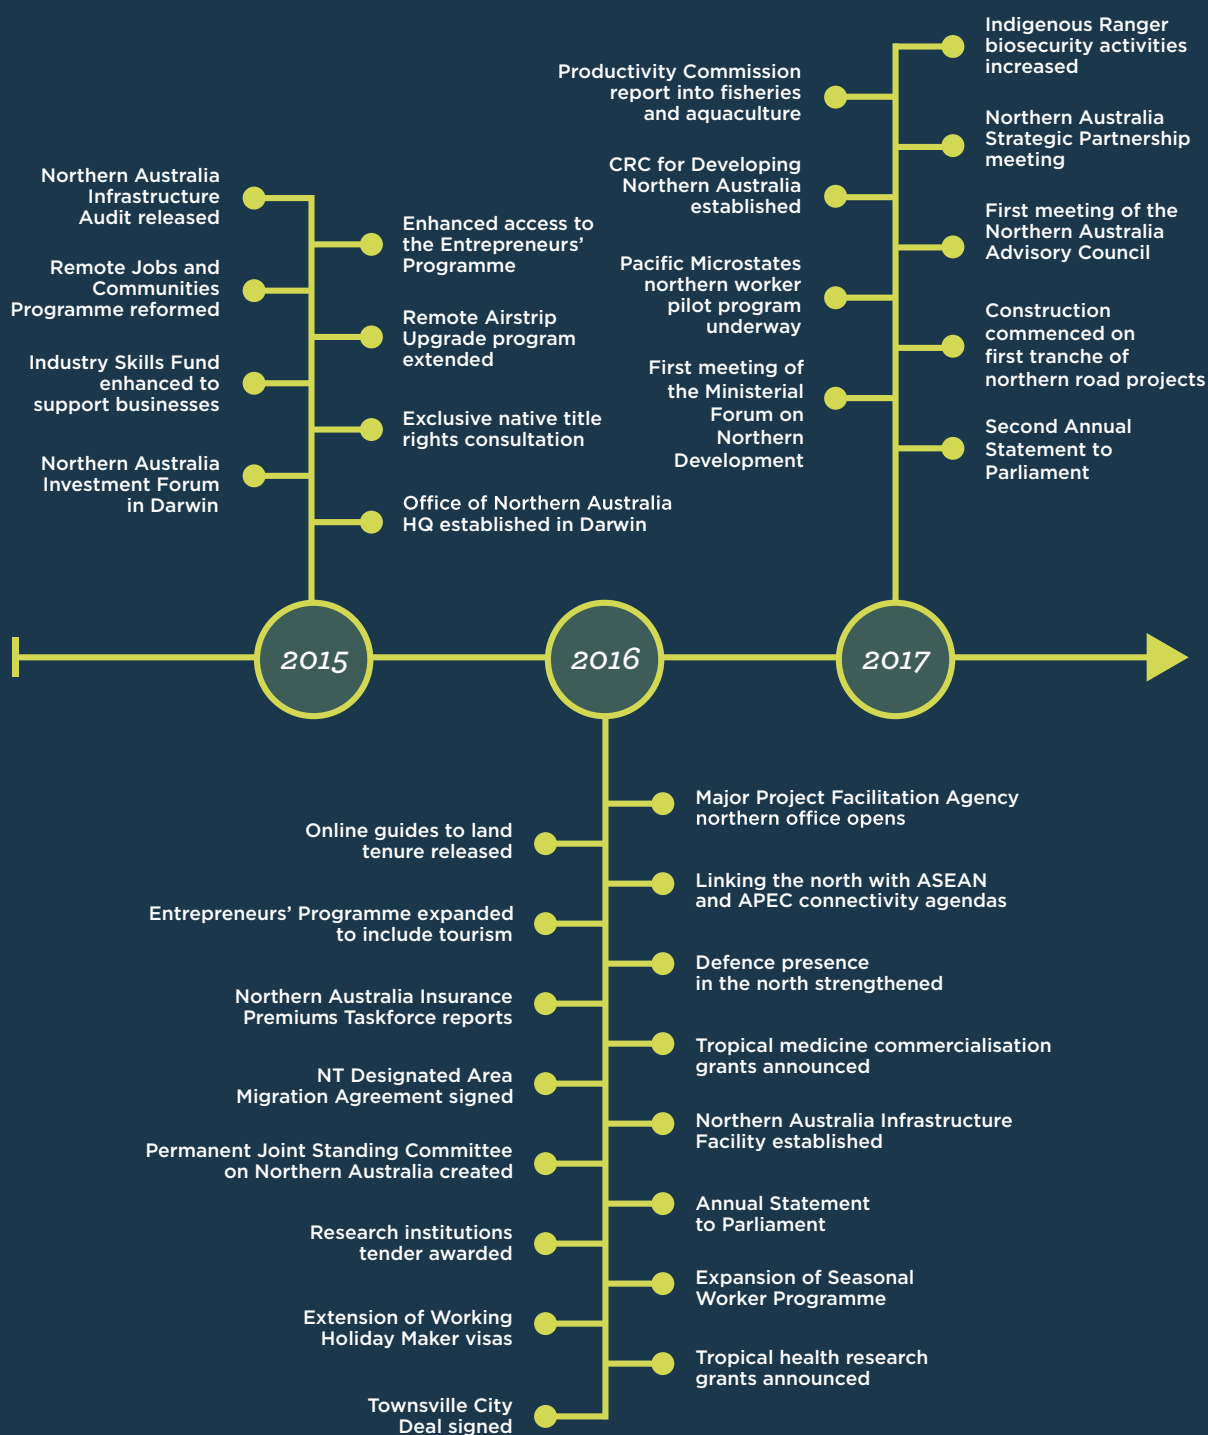 Northern Australia
Infrastructure
Audit released
Remote Jobs and
Communities
Programme reformed
Industry Skills Fund
enhanced to
support businesses
Northern Australia
Investment Forum
in Darwin
Enhanced access to
the Entrepreneurs’
Programme
Remote Airstrip
Upgrade program
extended
Exclusive native title
rights consultation
Office of Northern Australia
HQ established in Darwin
Productivity Commission
report into fisheries
and aquaculture
CRC for Developing
Northern Australia
established
Pacific Microstates
northern worker
pilot program
underway
First meeting of
the Ministerial
Forum on
Northern
Development
Indigenous Ranger
biosecurity activities
increased
Northern Australia
Strategic Partnership
meeting
First meeting of the
Northern Australia
Advisory Council
Construction
commenced on
first tranche of
northern road projects
Second Annual
Statement to
Parliament
2015
2016
2017
Online guides to land
tenure released
Entrepreneurs’ Programme expanded
to include tourism
Northern Australia Insurance
Premiums Taskforce reports
NT Designated Area
Migration Agreement signed
Permanent Joint Standing Committee
on Northern Australia created
Research institutions
tender awarded
Extension of Working
Holiday Maker visas
Townsville City
Deal signed
Major Project Facilitation Agency
northern office opens
Linking the north with ASEAN
and APEC connectivity agendas
Defence presence
in the north strengthened
Tropical medicine commercialisation
grants announced
Northern Australia Infrastructure
Facility established
Annual Statement
to Parliament
Expansion of Seasonal
Worker Programme
Tropical health research
grants announced